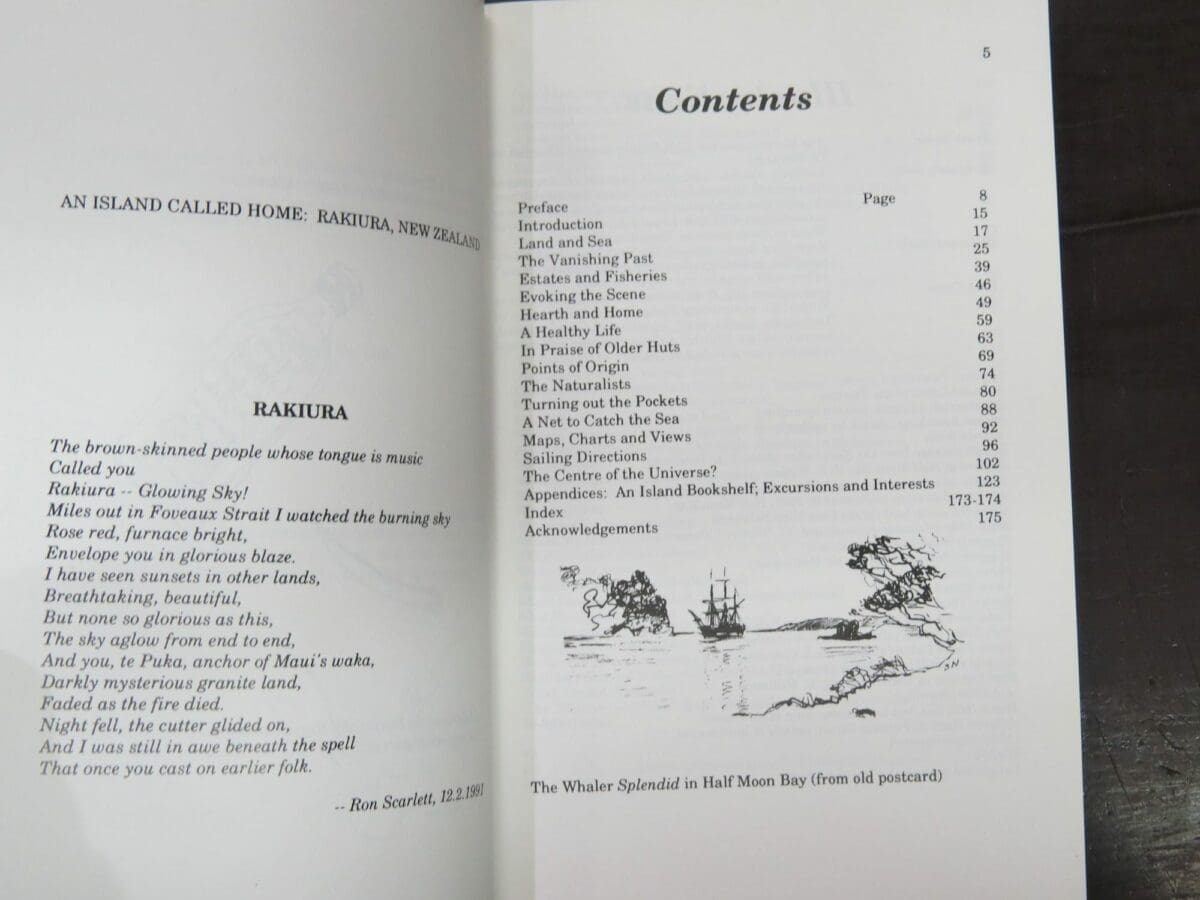 AN ISLAND CALLED HOME: RAKIURA, NEW ZEALAND
RAKIURA
The brown-skinned people whose tongue is music
Called you
Rakiura -- Glowing Sky!
Miles out in Foveaux Strait I watched the burning sky
Rose red, furnace bright,
Envelope you in glorious blaze.
I have seen sunsets in other lands,
Breathtaking, beautiful,
But none so glorious as this,
The sky aglow from end to end,
And you, te Puka, anchor of Maui's waka,
Darkly mysterious granite land,
Faded as the fire died.
Night fell, the cutter glided on,
And I was still in awe beneath the spell
That once you cast on earlier folk.
-- Ron Scarlett, 12.2.1991
5
Contents
Preface Page 8
Introduction 15
Land and Sea 17
The Vanishing Past 25
Estates and Fisheries 39
Evoking the Scene 46
Hearth and Home 49
A Healthy Life 59
In Praise of Older Huts 63
Points of Origin 69
The Naturalists 74
Turning out the Pockets 80
A Net to Catch the Sea 88
Maps, Charts and Views 92
Sailing Directions 96
The Centre of the Universe? 102
Appendices: An Island Bookshelf; Excursions and Interests 123
Index 173-174
Acknowledgements 175
SN
The Whaler Splendid in Half Moon Bay (from old postcard)